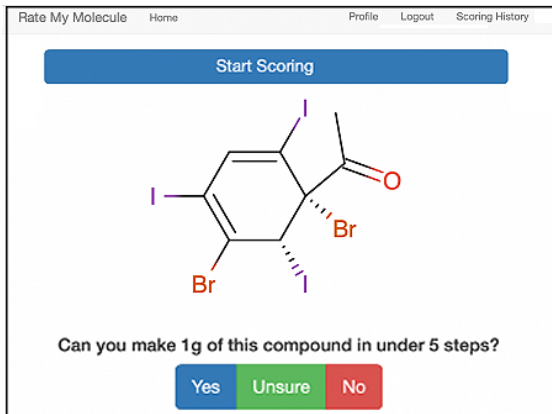 Rate My Molecule Home Profile Logout Scoring History
Start Scoring
I
I
O
Br
Br
I
Can you make 1g of this compound in under 5 steps?
Yes Unsure No